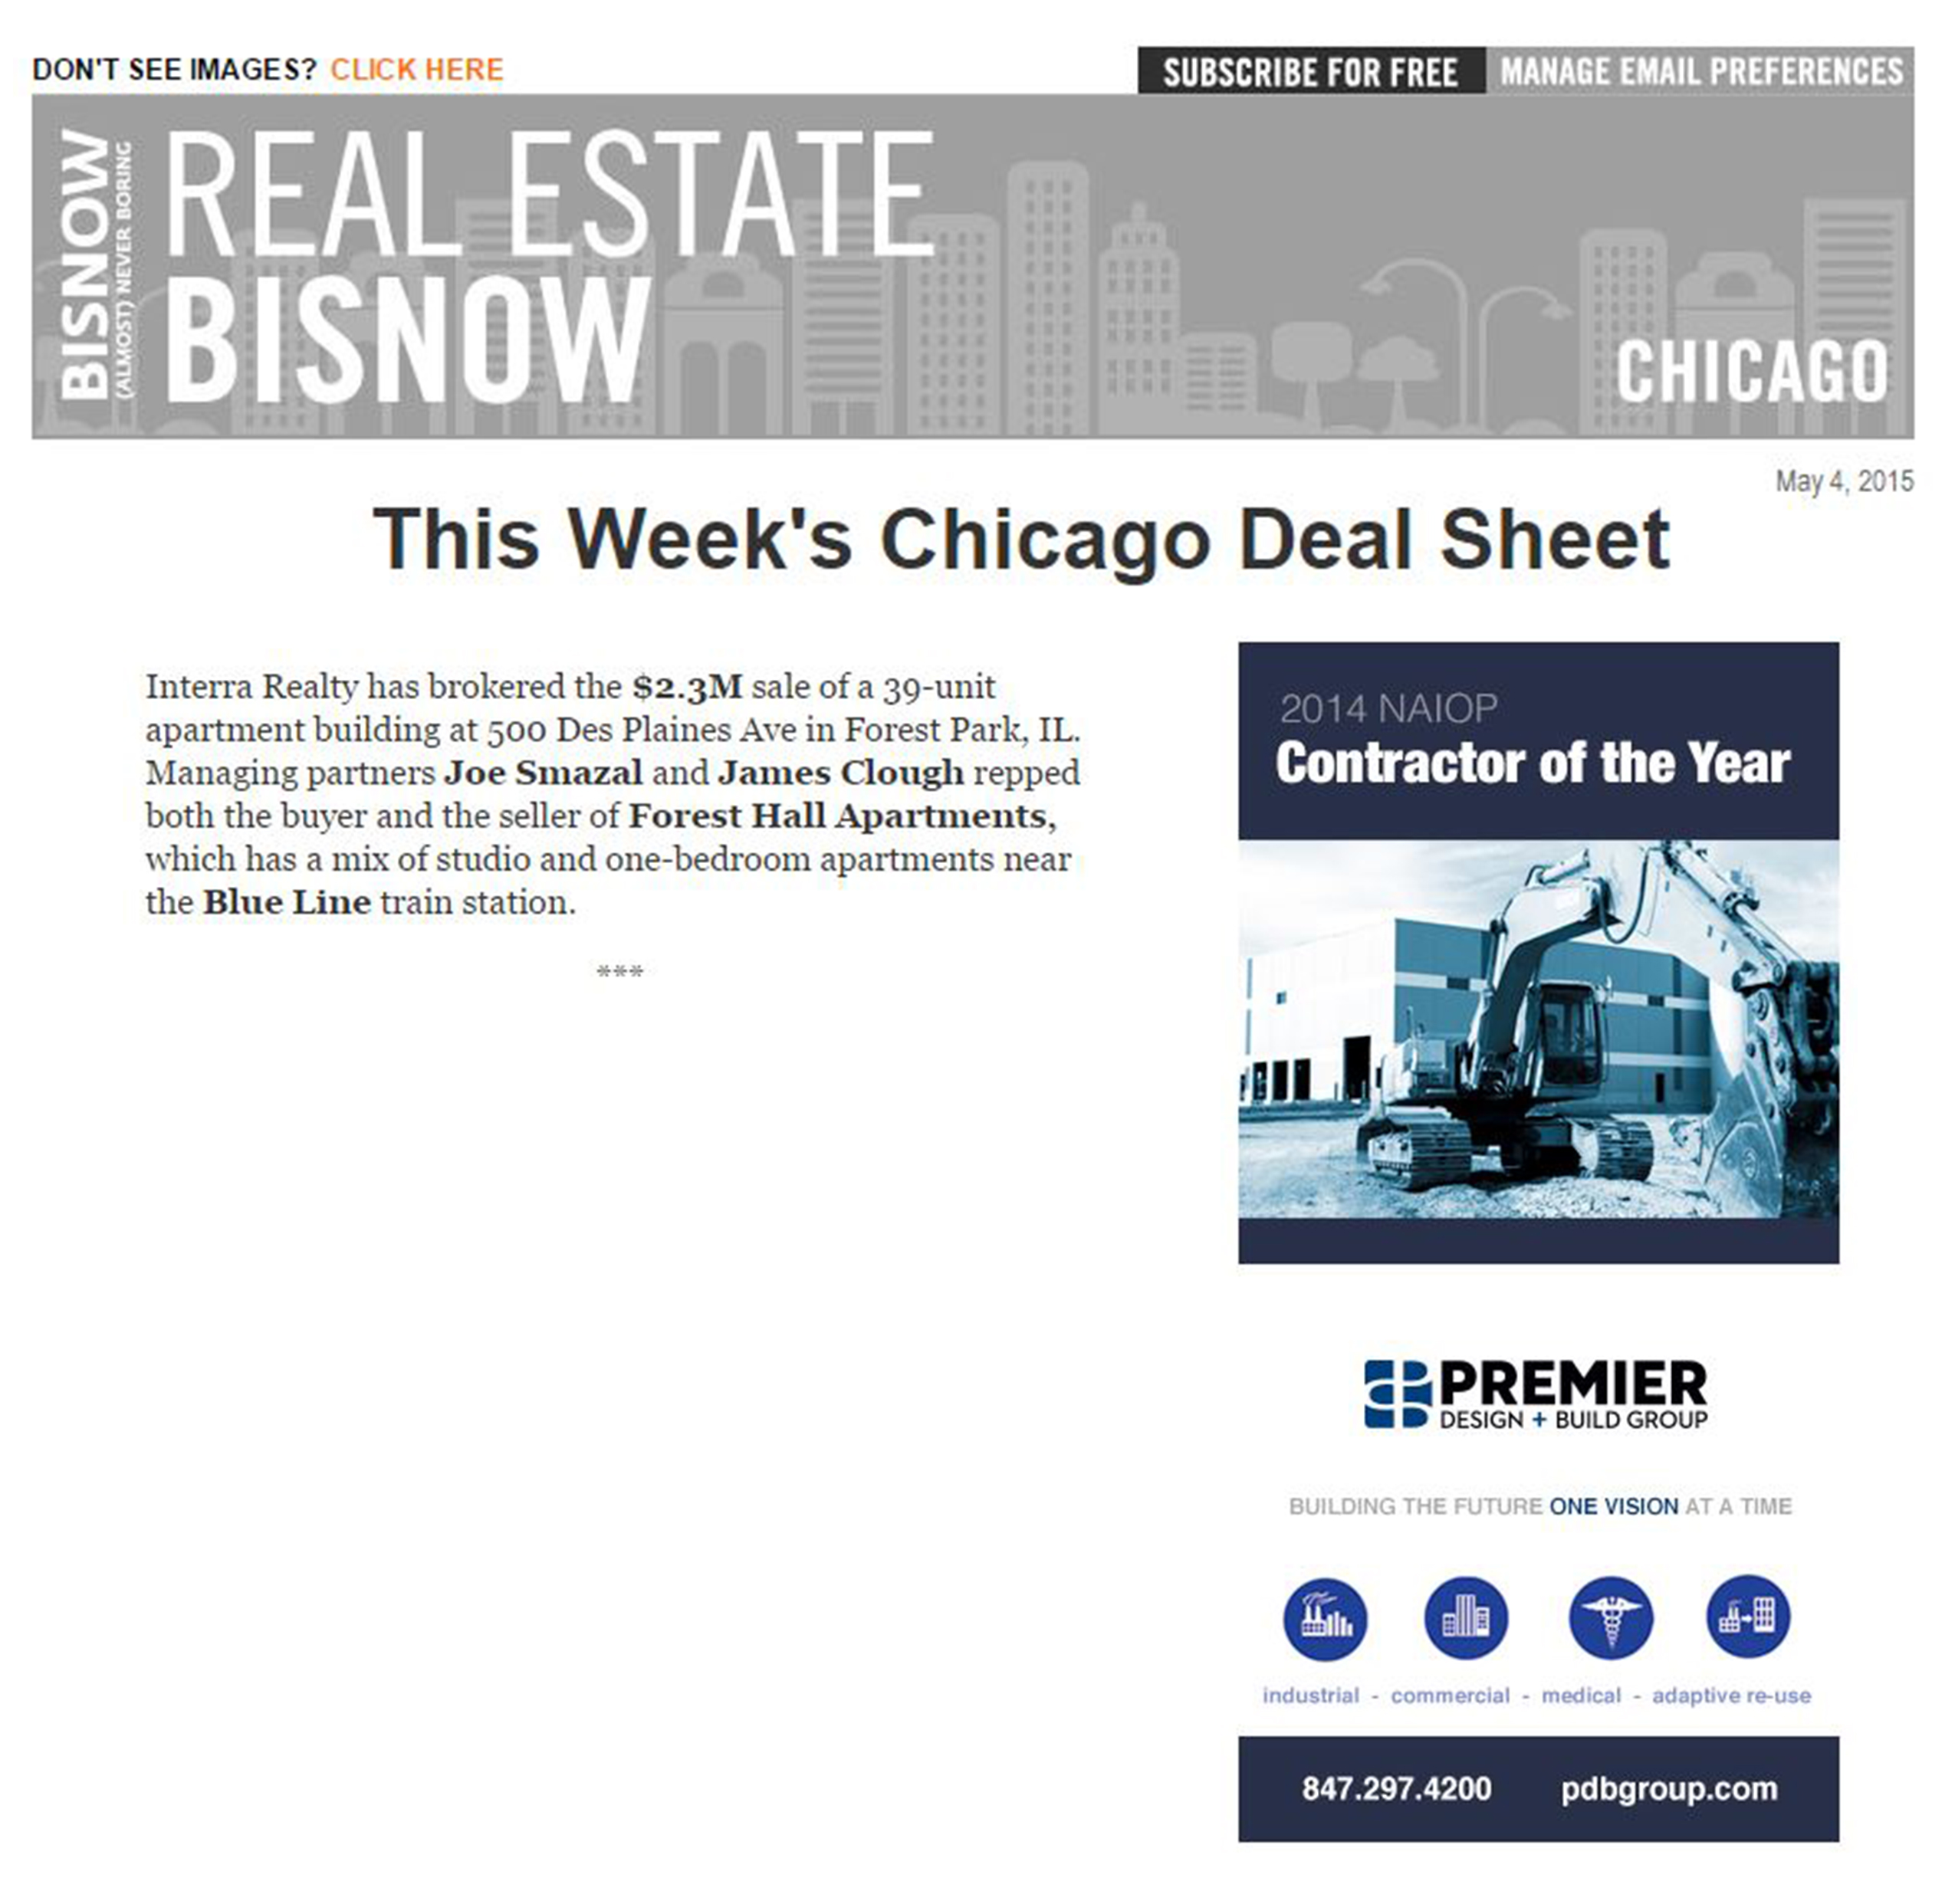 DON'T SEE IMAGES? CLICK HERE
SUBSCRIBE FOR FREE
MANAGE EMAIL PREFERENCES
BISNOW
(ALMOST) NEVER BORING
REAL ESTATE
BISNOW
CHICAGO
May 4, 2015
This Week's Chicago Deal Sheet
Interra Realty has brokered the $2.3M sale of a 39-unit
apartment building at 500 Des Plaines Ave in Forest Park, IL.
Managing partners Joe Smazal and James Clough repped
both the buyer and the seller of Forest Hall Apartments,
which has a mix of studio and one-bedroom apartments near
the Blue Line train station.
***
2014 NAIOP
Contractor of the Year
PREMIER
DESIGN + BUILD GROUP
BUILDING THE FUTURE ONE VISION AT A TIME
industrial - commercial - medical - adaptive re-use
847.297.4200 pdbgroup.com